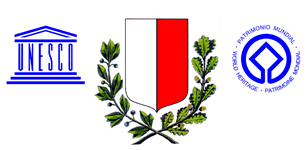 UNESCO
PATRIMONIO MUNDIAL •
WORLD HERITAGE •
PATRIMOINE MONDIAL •